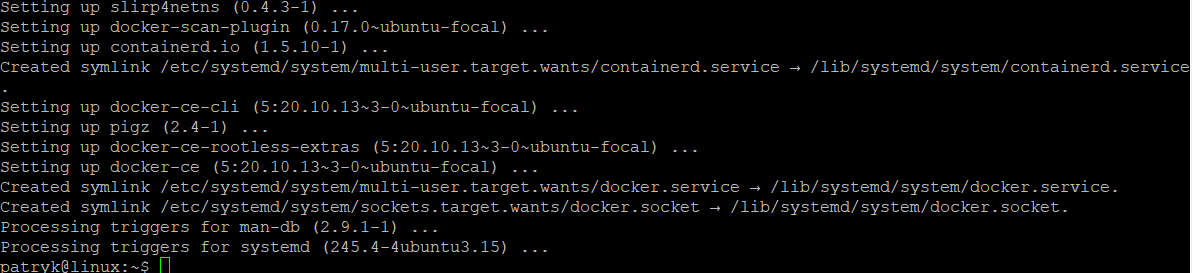 Setting up slirp4netns (0.4.3-1) ...
Setting up docker-scan-plugin (0.17.0~ubuntu-focal) ...
Setting up containerd.io (1.5.10-1) ...
Created symlink /etc/systemd/system/multi-user.target.wants/containerd.service → /lib/systemd/system/containerd.service
.
Setting up docker-ce-cli (5:20.10.13~3-0~ubuntu-focal) ...
Setting up pigz (2.4-1) ...
Setting up docker-ce-rootless-extras (5:20.10.13~3-0~ubuntu-focal) ...
Setting up docker-ce (5:20.10.13~3-0~ubuntu-focal) ...
Created symlink /etc/systemd/system/multi-user.target.wants/docker.service → /lib/systemd/system/docker.service.
Created symlink /etc/systemd/system/sockets.target.wants/docker.socket → /lib/systemd/system/docker.socket.
Processing triggers for man-db (2.9.1-1) ...
Processing triggers for systemd (245.4-4ubuntu3.15) ...
patryk@linux:~$